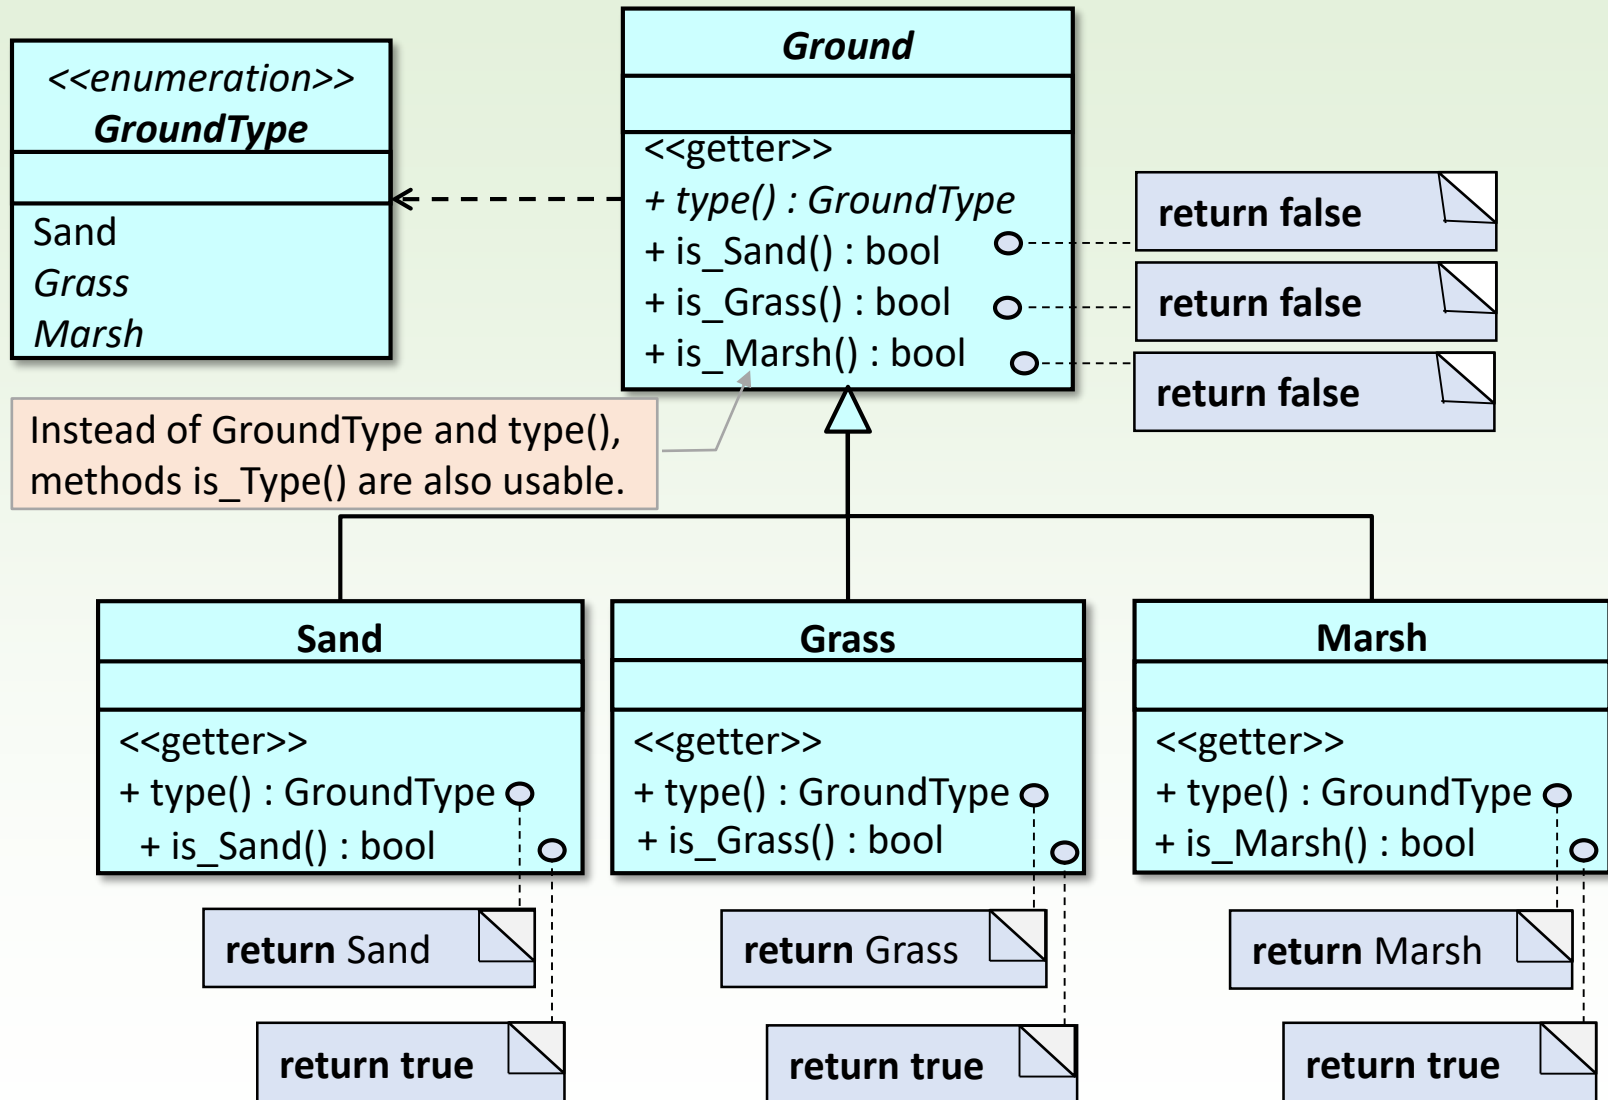 <<enumeration>>
GroundType
Sand
Grass
Marsh
Ground
<<getter>>
+ type() : GroundType
+ is_Sand() : bool
+ is_Grass() : bool
+ is_Marsh() : bool
return false
return false
return false
Instead of GroundType and type(),
methods is_Type() are also usable.
Sand
<<getter>>
+ type() : GroundType
+ is_Sand() : bool
return Sand
return true
Grass
<<getter>>
+ type() : GroundType
+ is_Grass() : bool
return Grass
return true
Marsh
<<getter>>
+ type() : GroundType
+ is_Marsh() : bool
return Marsh
return true